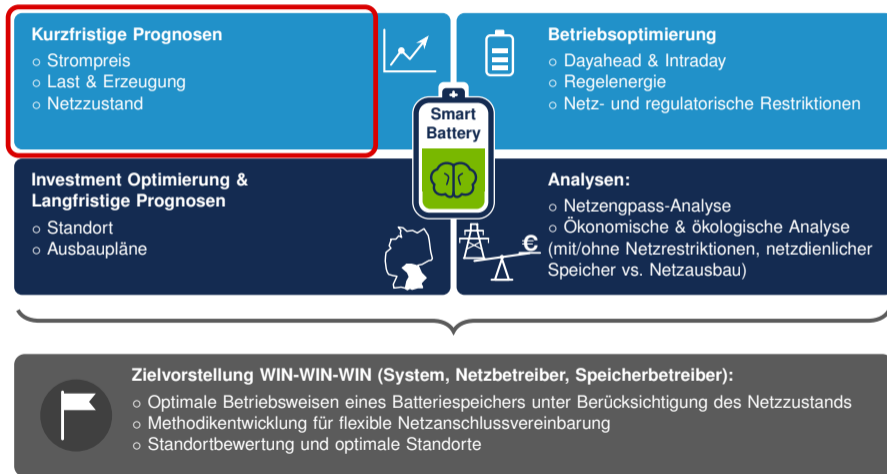 Kurzfristige Prognosen
○ Strompreis
○ Last & Erzeugung
○ Netzzustand
Betriebsoptimierung
○ Dayahead & Intraday
○ Regelenergie
○ Netz- und regulatorische Restriktionen
Smart
Battery
Investment Optimierung &
Langfristige Prognosen
○ Standort
○ Ausbaupläne
Analysen:
○ Netzengpass-Analyse
○ Ökonomische & ökologische Analyse
(mit/ohne Netzrestriktionen, netzdienlicher
Speicher vs. Netzausbau)
€
Zielvorstellung WIN-WIN-WIN (System, Netzbetreiber, Speicherbetreiber):
○ Optimale Betriebsweisen eines Batteriespeichers unter Berücksichtigung des Netzzustands
○ Methodikentwicklung für flexible Netzanschlussvereinbarung
○ Standortbewertung und optimale Standorte